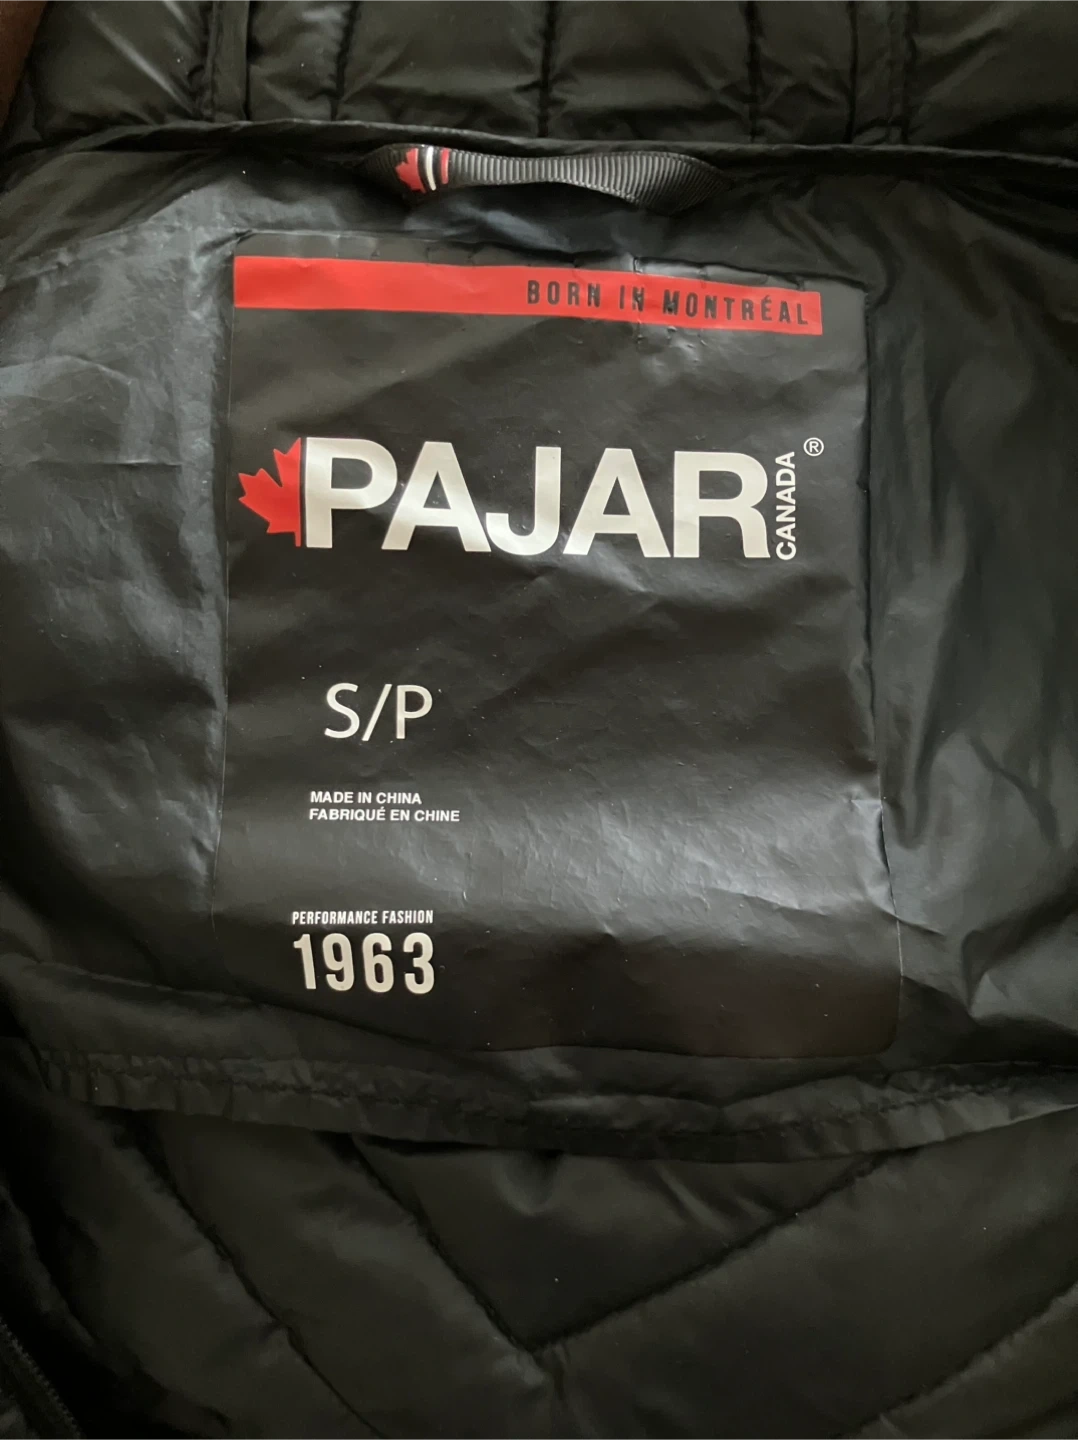 BORN IN MONTRÉAL
PAJAR CANADA ®
S/P
MADE IN CHINA
FABRIQUÉ EN CHINE
PERFORMANCE FASHION
1963